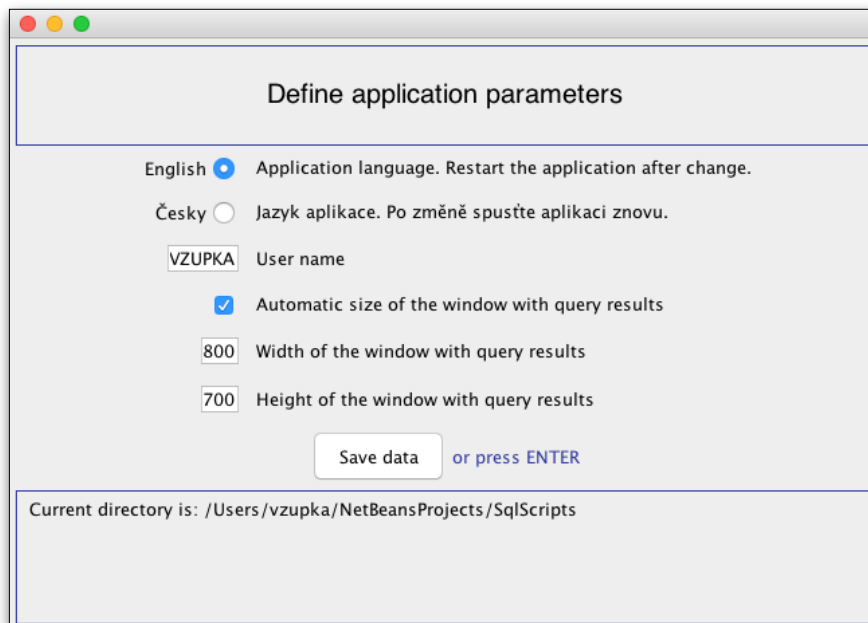 Define application parameters
English Application language. Restart the application after change.
Česky Jazyk aplikace. Po změně spusťte aplikaci znovu.
VZUPKA User name
Automatic size of the window with query results
800 Width of the window with query results
700 Height of the window with query results
Save data or press ENTER
Current directory is: /Users/vzupka/NetBeansProjects/SqlScripts